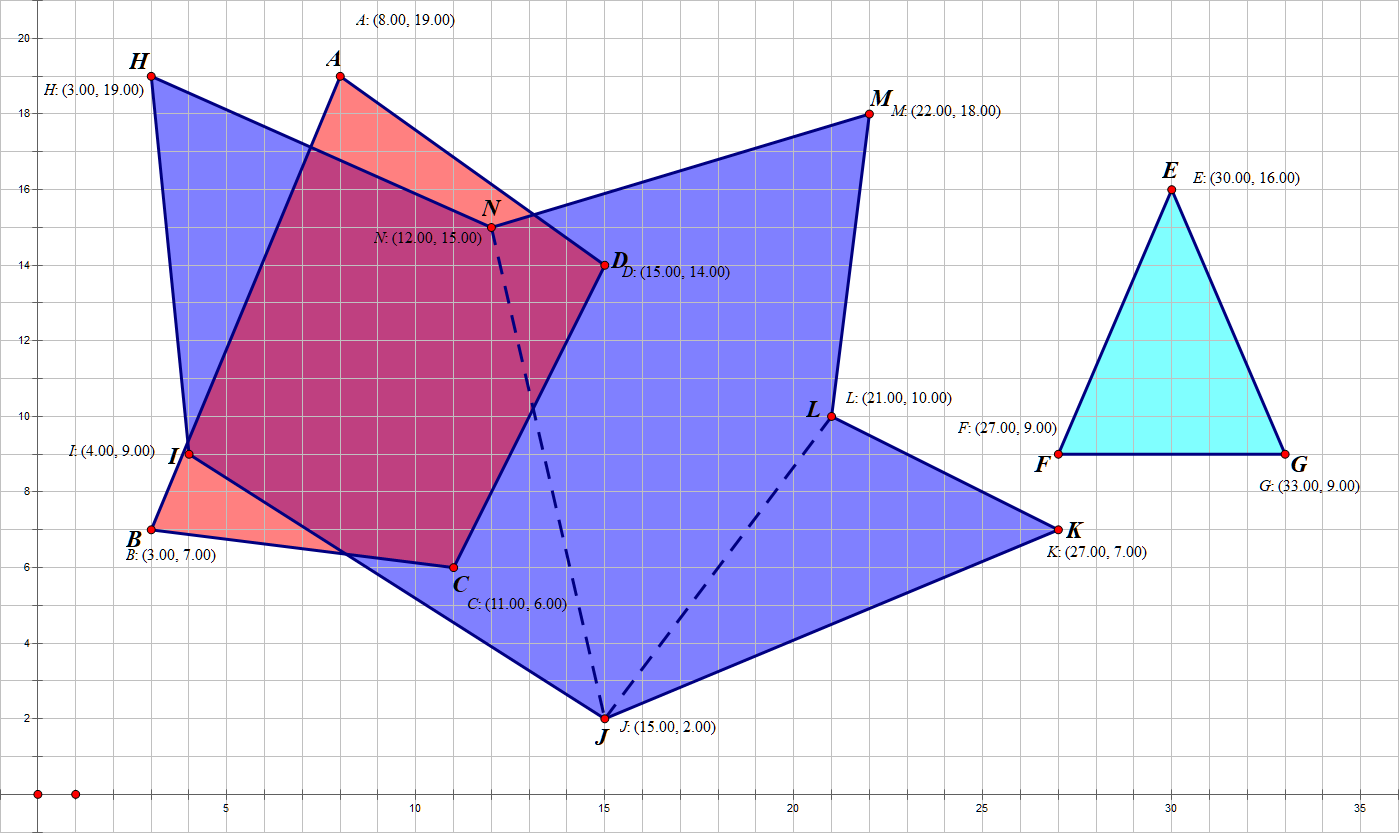 A: (8.00, 19.00)
20
H
A
H: (3.00, 19.00)
M
M: (22.00, 18.00)
18
E
E: (30.00, 16.00)
16
N
N: (12.00, 15.00)
D
D: (15.00, 14.00)
14
12
L: (21.00, 10.00)
L
10
F: (27.00, 9.00)
I: (4.00, 9.00)
I
F
G
G: (33.00, 9.00)
8
B
B: (3.00, 7.00)
K
K: (27.00, 7.00)
6
C
C: (11.00, 6.00)
4
2
J: (15.00, 2.00)
J
5 10 15 20 25 30 35